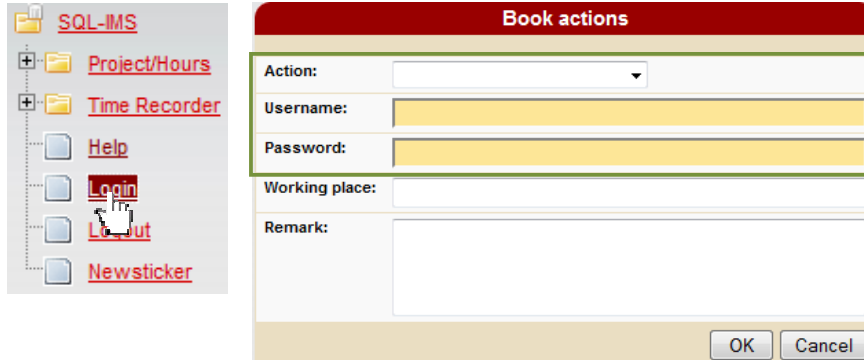 SQL-IMS
Project/Hours
Time Recorder
Help
Login
Logout
Newsticker
Book actions
Action:
Username:
Password:
Working place:
Remark:
OK Cancel